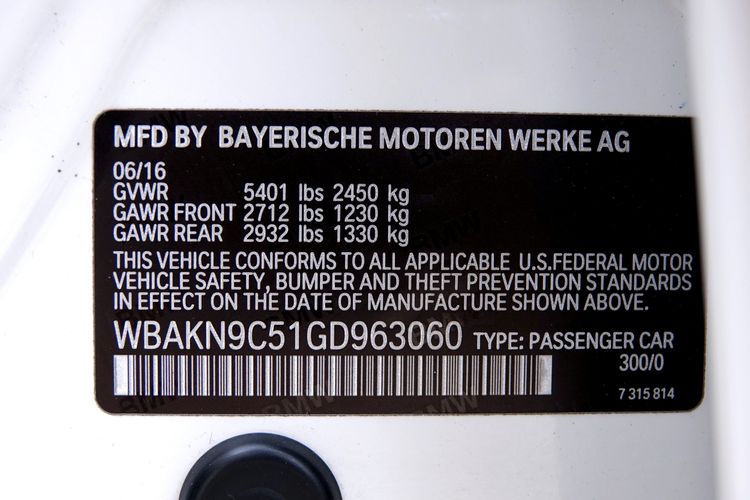 MFD BY BAYERISCHE MOTOREN WERKE AG
06/16
GVWR 5401 lbs 2450 kg
GAWR FRONT 2712 lbs 1230 kg
GAWR REAR 2932 lbs 1330 kg
THIS VEHICLE CONFORMS TO ALL APPLICABLE U.S.FEDERAL MOTOR
VEHICLE SAFETY, BUMPER AND THEFT PREVENTION STANDARDS
IN EFFECT ON THE DATE OF MANUFACTURE SHOWN ABOVE.
WBAKN9C51GD963060 TYPE: PASSENGER CAR
300/0
7 315 814